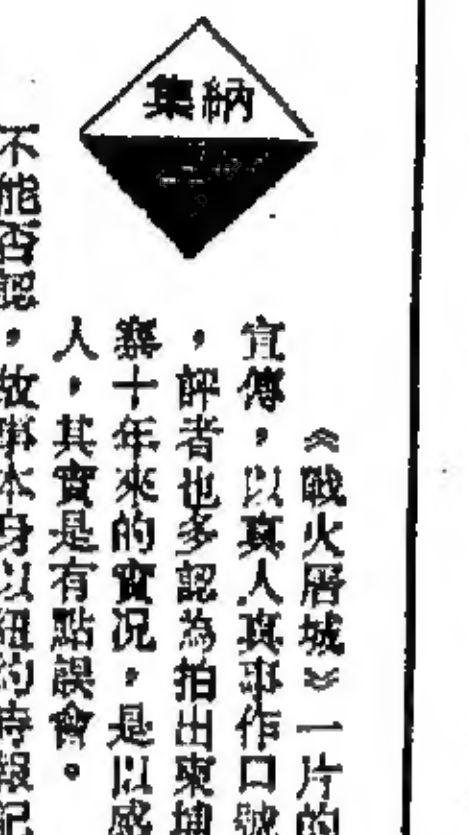 集納
《戰火屠城》一片的
宣傳，以真人真事作口號
，評者也多認為拍出柬埔
寨十年來的實況，是以感
人，其實是有點誤會。
不能否認，故事本身以紐約時報記